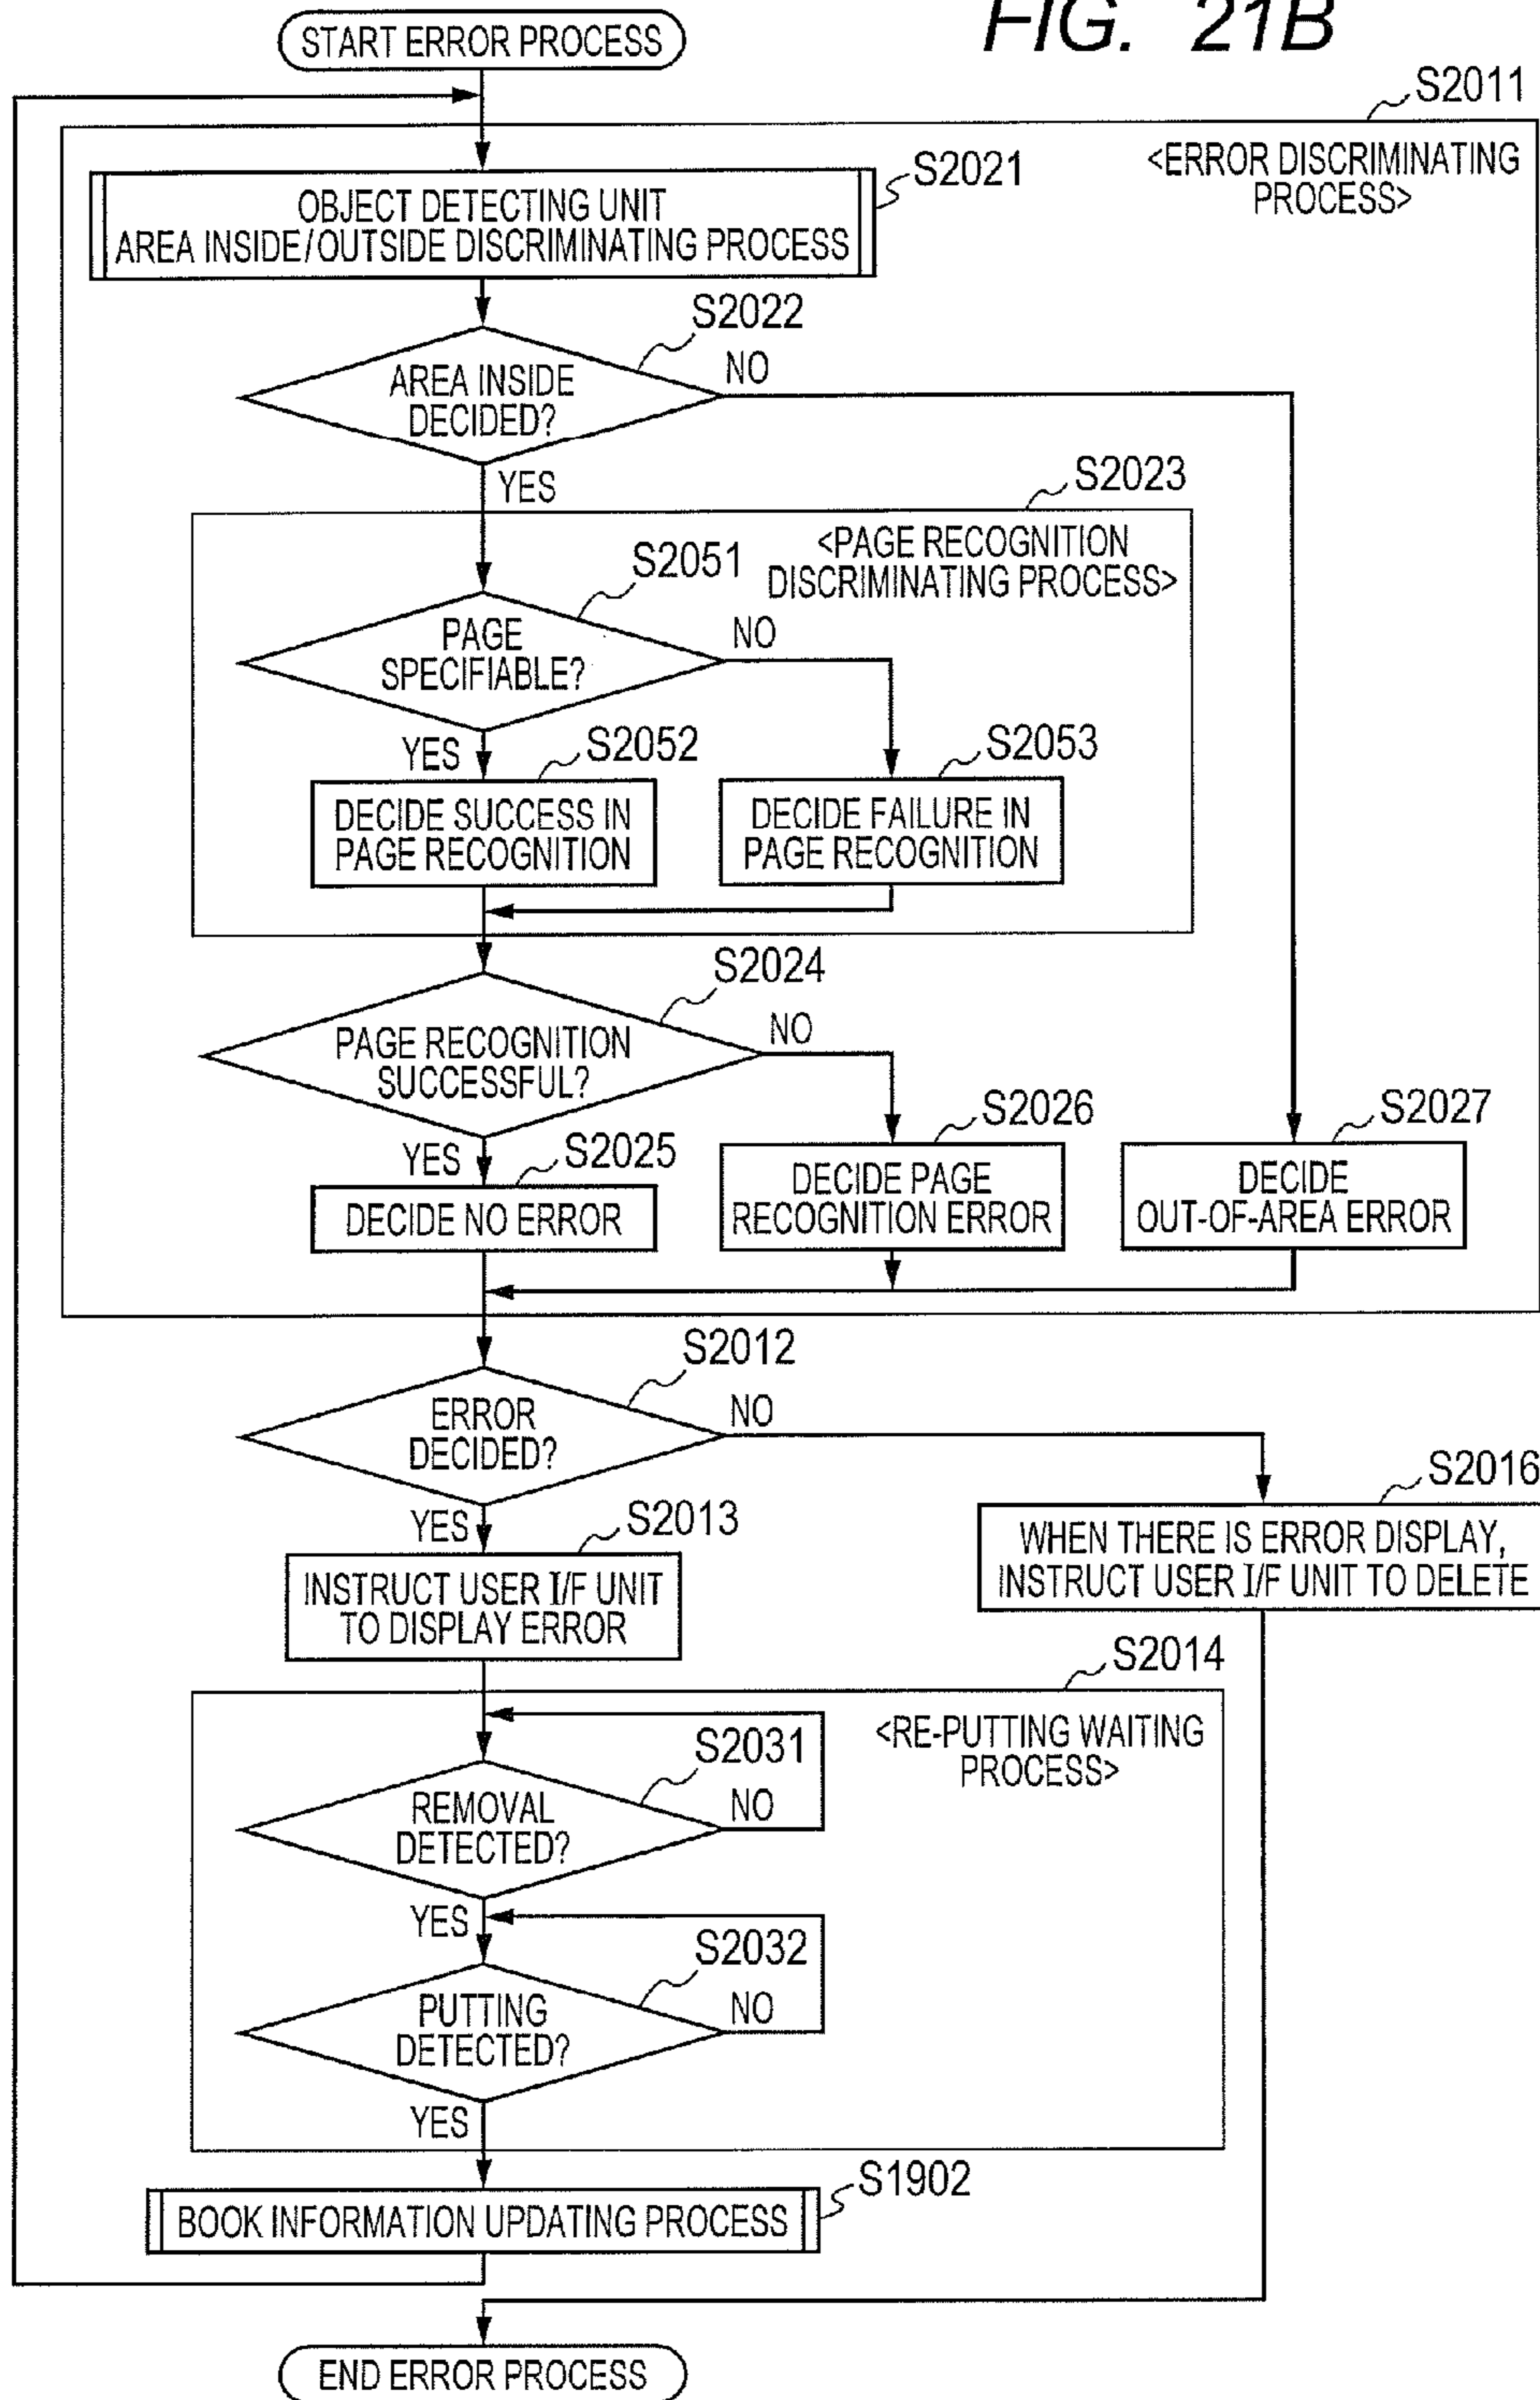 FIG. 21B
START ERROR PROCESS
S2011
<ERROR DISCRIMINATING
PROCESS>
S2021
OBJECT DETECTING UNIT
AREA INSIDE/OUTSIDE DISCRIMINATING PROCESS
S2022
AREA INSIDE
DECIDED?
NO
YES
S2023
<PAGE RECOGNITION
DISCRIMINATING PROCESS>
S2051
PAGE
SPECIFIABLE?
NO
YES
S2052
DECIDE SUCCESS IN
PAGE RECOGNITION
S2053
DECIDE FAILURE IN
PAGE RECOGNITION
S2024
PAGE RECOGNITION
SUCCESSFUL?
NO
YES
S2025
DECIDE NO ERROR
S2026
DECIDE PAGE
RECOGNITION ERROR
S2027
DECIDE
OUT-OF-AREA ERROR
S2012
ERROR
DECIDED?
NO
YES
S2013
INSTRUCT USER I/F UNIT
TO DISPLAY ERROR
S2016
WHEN THERE IS ERROR DISPLAY,
INSTRUCT USER I/F UNIT TO DELETE
S2014
<RE-PUTTING WAITING
PROCESS>
S2031
REMOVAL
DETECTED?
NO
YES
S2032
PUTTING
DETECTED?
NO
YES
S1902
BOOK INFORMATION UPDATING PROCESS
END ERROR PROCESS